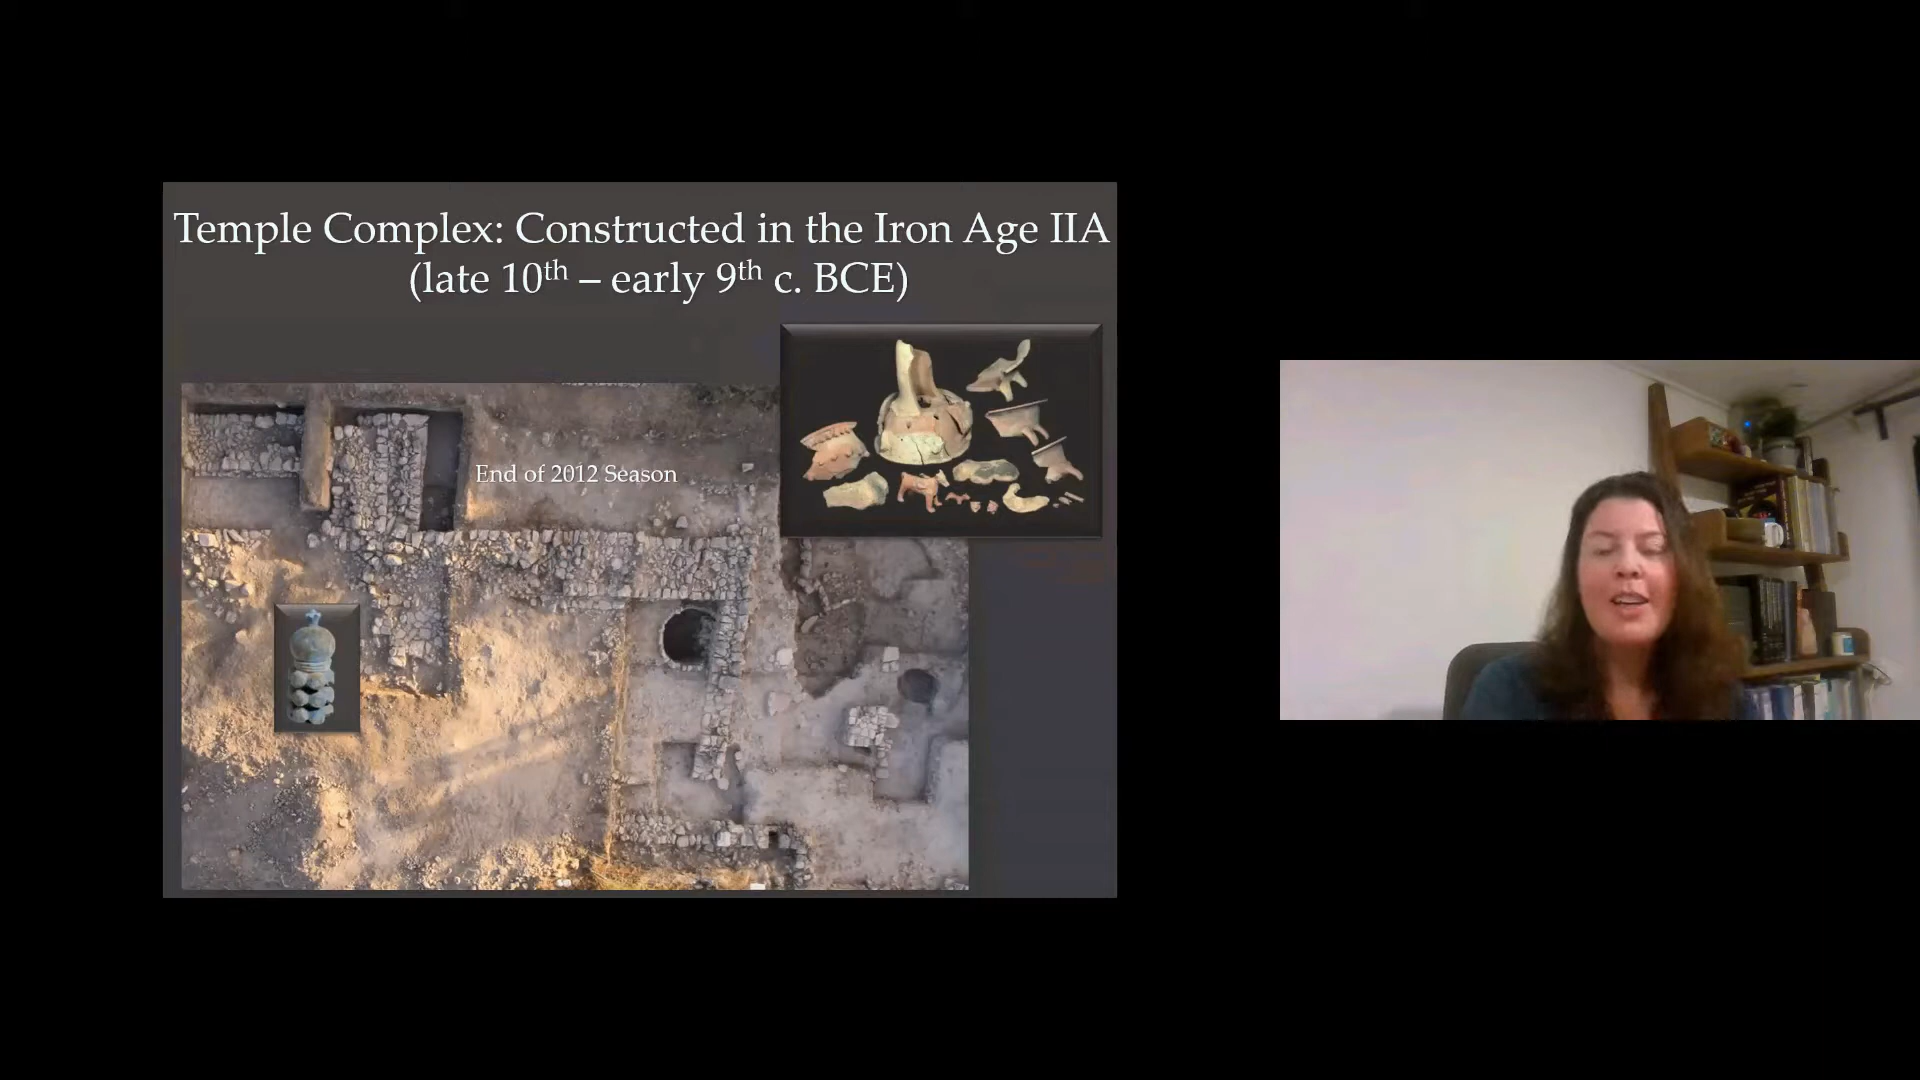 Temple Complex: Constructed in the Iron Age IIA
(late 10th – early 9th c. BCE)
End of 2012 Season